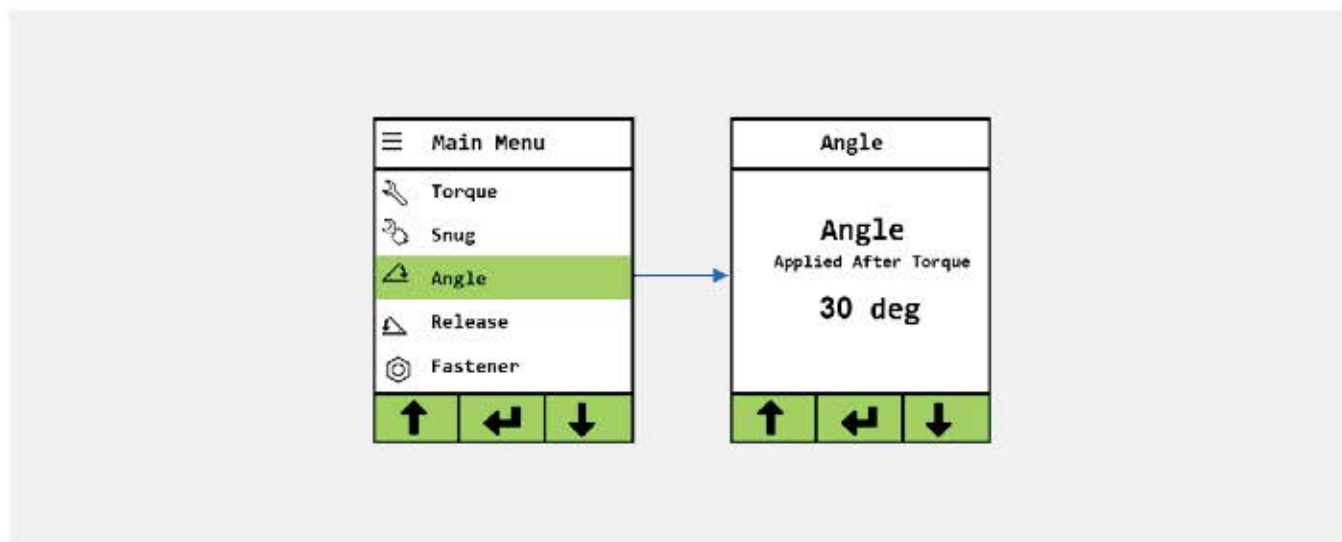 Main Menu
Torque
Snug
Angle
Release
Fastener
Angle
Angle
Applied After Torque
30 deg